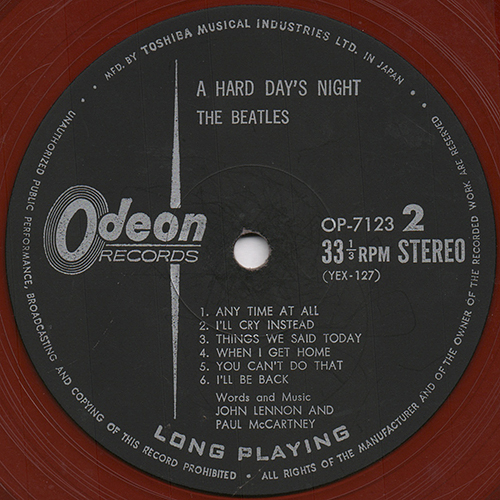 MFD. BY TOSHIBA MUSICAL INDUSTRIES LTD. IN JAPAN
A HARD DAY'S NIGHT
THE BEATLES
Odeon
RECORDS
OP-7123 2
33 1/3 RPM STEREO
(YEX-127)
1. ANY TIME AT ALL
2. I'LL CRY INSTEAD
3. THINGS WE SAID TODAY
4. WHEN I GET HOME
5. YOU CAN'T DO THAT
6. I'LL BE BACK
Words and Music
JOHN LENNON AND
PAUL McCARTNEY
LONG PLAYING
UNAUTHORIZED PUBLIC PERFORMANCE, BROADCASTING AND COPYING OF THIS RECORD PROHIBITED • ALL RIGHTS OF THE MANUFACTURER AND OF THE OWNER OF THE RECORDED WORK ARE RESERVED